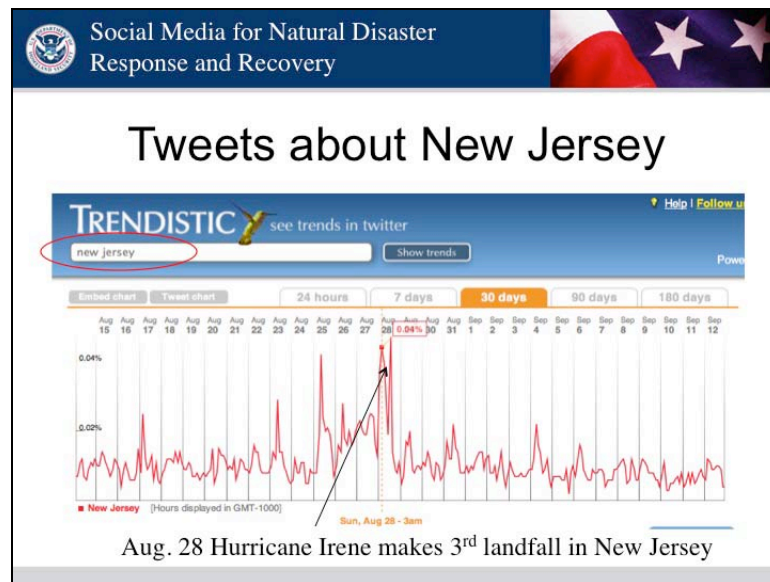 Social Media for Natural Disaster
Response and Recovery
Tweets about New Jersey
TRENDISTIC see trends in twitter
Help | Follow u
new jersey
Show trends
Powe
Embed chart Tweet chart 24 hours 7 days 30 days 90 days 180 days
Aug Aug Aug Aug Aug Aug Aug Aug Aug Aug Aug Aug Aug Aug Aug Aug Aug Sep Sep Sep Sep Sep Sep Sep Sep Sep Sep Sep Sep
15 16 17 18 19 20 21 22 23 24 25 26 27 28 0.04% 30 31 1 2 3 4 5 6 7 8 9 10 11 12
0.04%
0.02%
New Jersey [Hours displayed in GMT-1000]
Sun, Aug 28 - 3am
Aug. 28 Hurricane Irene makes 3rd landfall in New Jersey